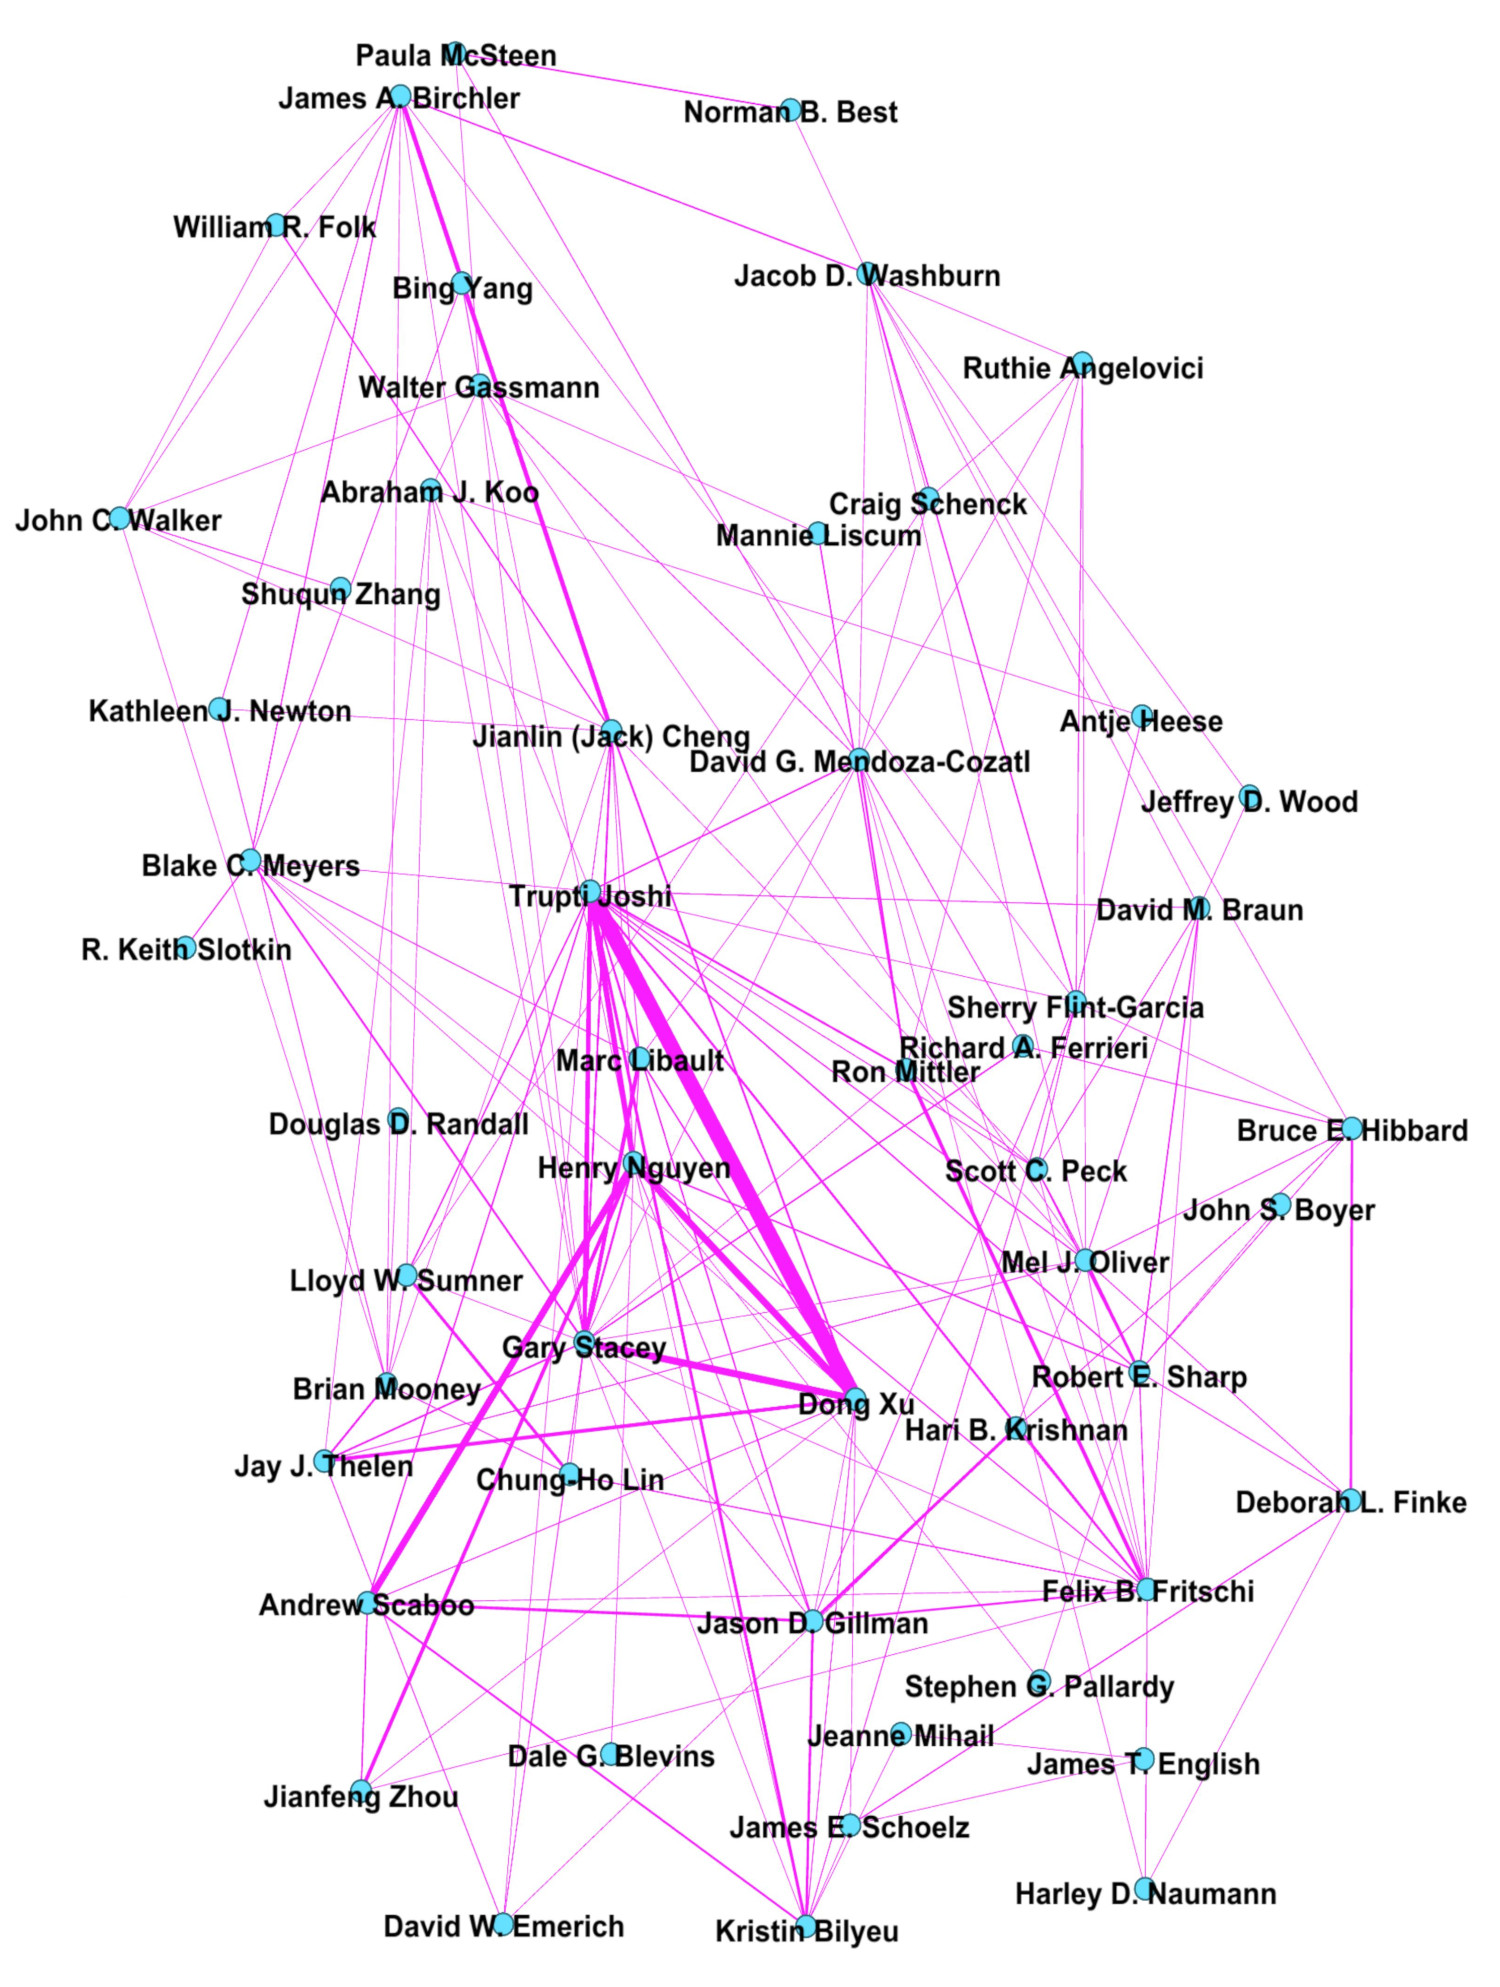 Paula McSteen
James A. Birchler
Norman B. Best
William R. Folk
Bing Yang
Jacob D. Washburn
Ruthie Angelovici
Walter Gassmann
Abraham J. Koo
Craig Schenck
John C. Walker
Mannie Liscum
Shuqun Zhang
Kathleen J. Newton
Antje Heese
Jianlin (Jack) Cheng
David G. Mendoza-Cozatl
Jeffrey D. Wood
Blake C. Meyers
Trupti Joshi
David M. Braun
R. Keith Slotkin
Sherry Flint-Garcia
Richard A. Ferrieri
Marc Libault
Ron Mittler
Douglas D. Randall
Bruce E. Hibbard
Henry Nguyen
Scott C. Peck
John S. Boyer
Mel J. Oliver
Lloyd W. Sumner
Gary Stacey
Robert E. Sharp
Brian Mooney
Dong Xu
Hari B. Krishnan
Jay J. Thelen
Chung-Ho Lin
Deborah L. Finke
Felix B. Fritschi
Andrew Scaboo
Jason D. Gillman
Stephen G. Pallardy
Jeanne Mihail
Dale G. Blevins
James T. English
Jianfeng Zhou
James E. Schoelz
Harley D. Naumann
David W. Emerich
Kristin Bilyeu